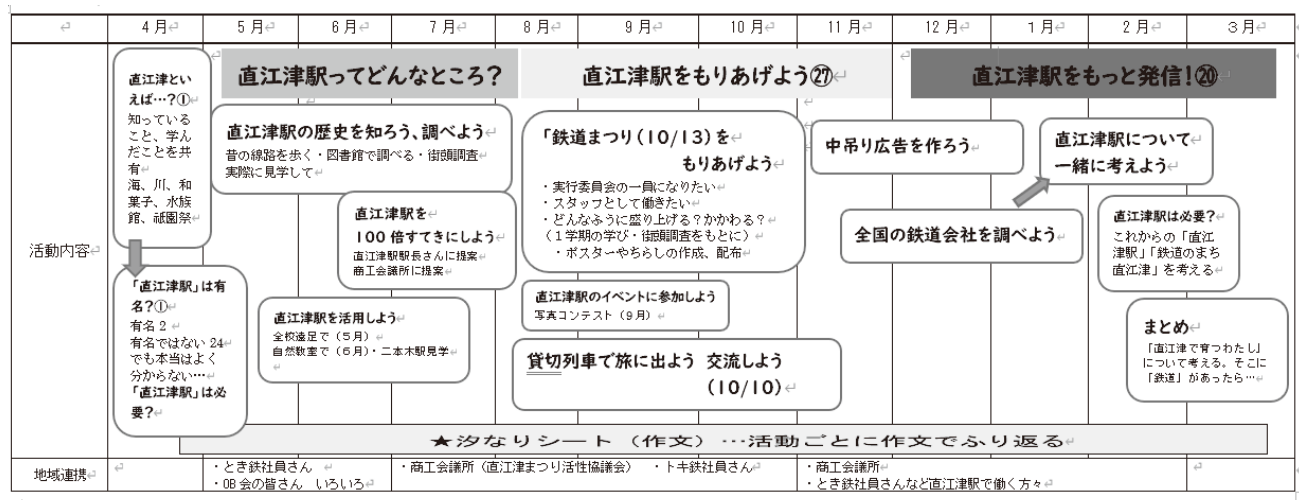 4月 5月 6月 7月 8月 9月 10月 11月 12月 1月 2月 3月
活動内容
直江津とい
えば…?①
知っている
こと、学ん
だことを共
有
海、川、和
菓子、水族
館、祇園祭
「直江津駅」は有
名?①
有名2
有名ではない 24
でも本当はよく
分からない…
「直江津駅」は必
要?
直江津駅ってどんなところ?
直江津駅の歴史を知ろう、調べよう
昔の線路を歩く・図書館で調べる・街頭調査
実際に見学して
直江津駅を
100倍すてきにしよう
直江津駅駅長さんに提案
商工会議所に提案
直江津駅を活用しよう
全校遠足で(5月)
自然教室で(6月)・二本木駅見学
直江津駅をもりあげよう㉗
「鉄道まつり(10/13)を
もりあげよう
・実行委員会の一員になりたい
・スタッフとして働きたい
・どんなふうに盛り上げる?かかわる?
(1学期の学び・街頭調査をもとに)
・ポスターやちらしの作成、配布
直江津駅のイベントに参加しよう
写真コンテスト(9月)
貸切列車で旅に出よう 交流しよう
(10/10)
直江津駅をもっと発信!⑳
中吊り広告を作ろう
全国の鉄道会社を調べよう
直江津駅について
一緒に考えよう
直江津駅は必要?
これからの「直江
津駅」「鉄道のまち
直江津」を考える
まとめ
「直江津で育つわたし」
について考える。そこに
「鉄道」があったら…
★汐なりシート(作文)…活動ごとに作文でふり返る
地域連携
・とき鉄社員さん
・OB会の皆さん いろいろ
・商工会議所(直江津まつり活性協議会) ・トキ鉄社員さん
・商工会議所
・とき鉄社員さんなど直江津駅で働く方々